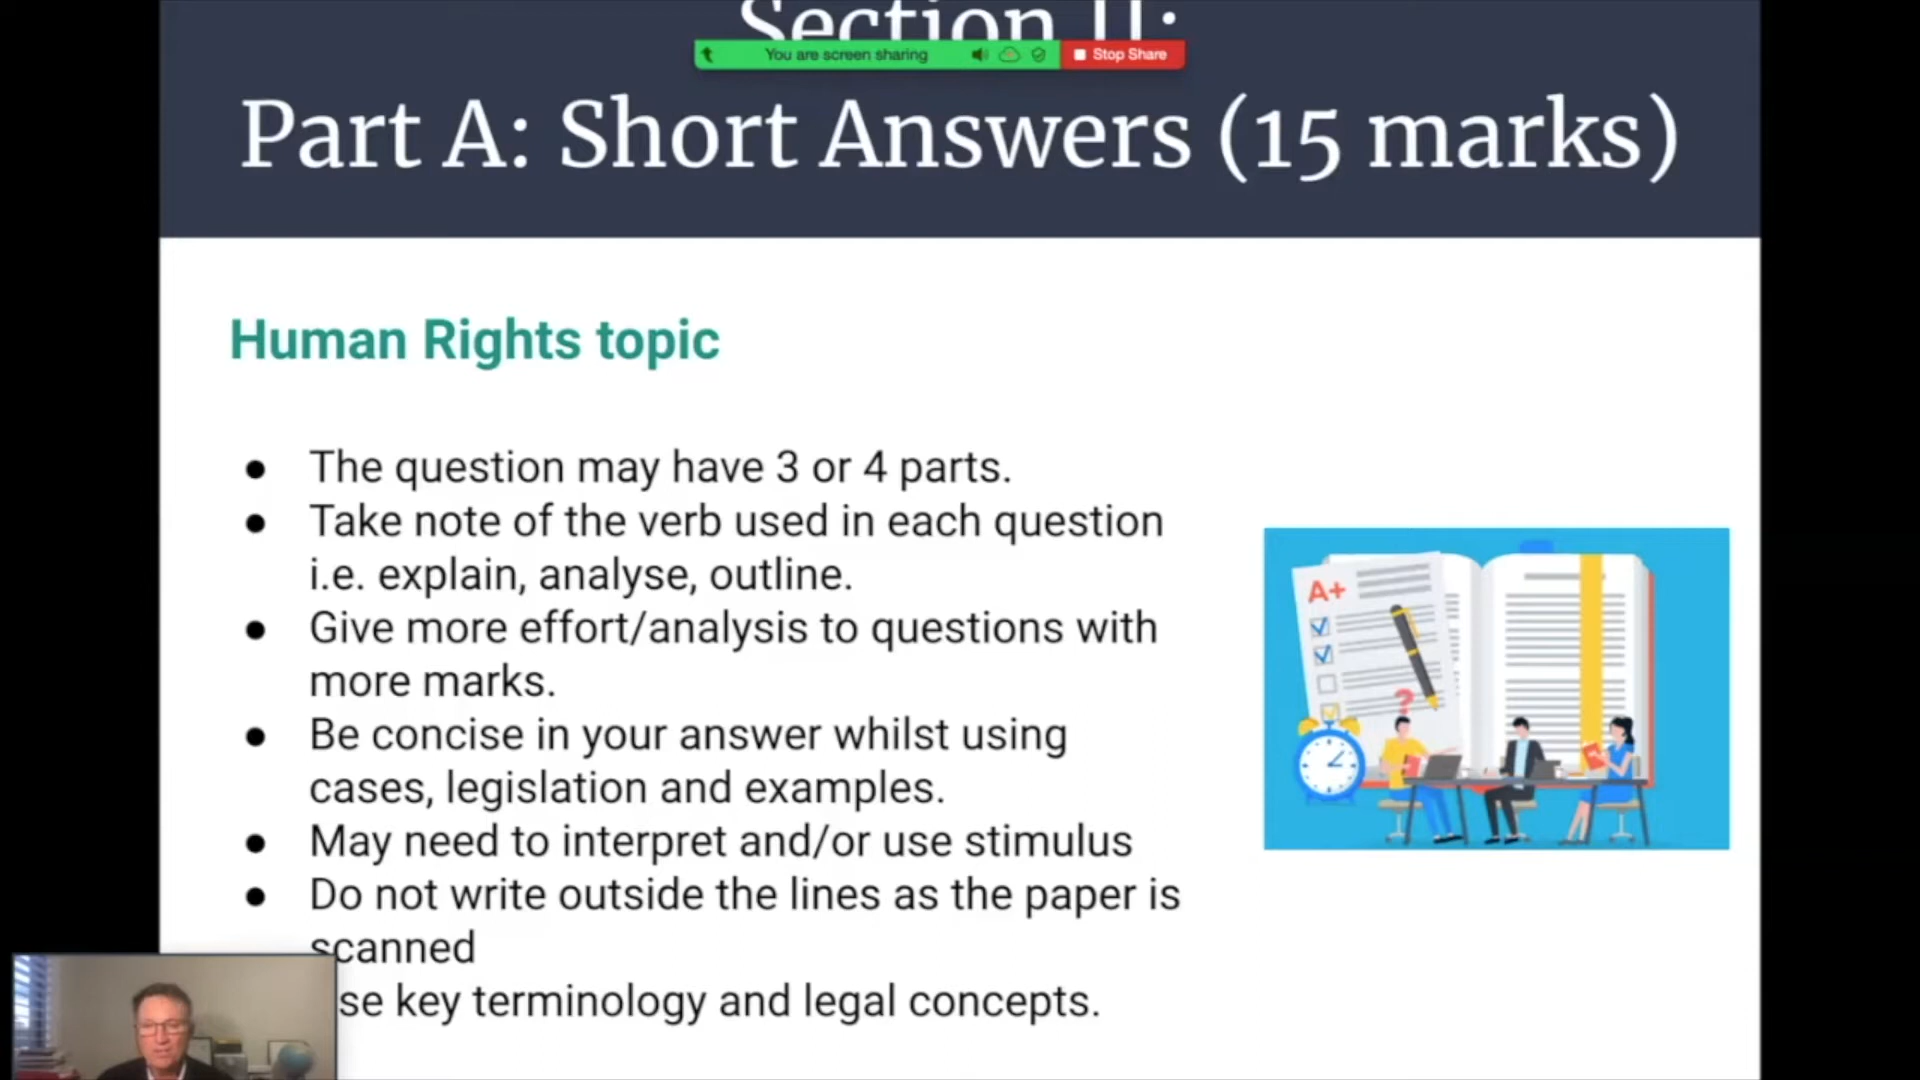 Section II:
You are screen sharing
Stop Share
Part A: Short Answers (15 marks)
Human Rights topic
● The question may have 3 or 4 parts.
● Take note of the verb used in each question
i.e. explain, analyse, outline.
● Give more effort/analysis to questions with
more marks.
● Be concise in your answer whilst using
cases, legislation and examples.
● May need to interpret and/or use stimulus
● Do not write outside the lines as the paper is
scanned
se key terminology and legal concepts.
A+
?